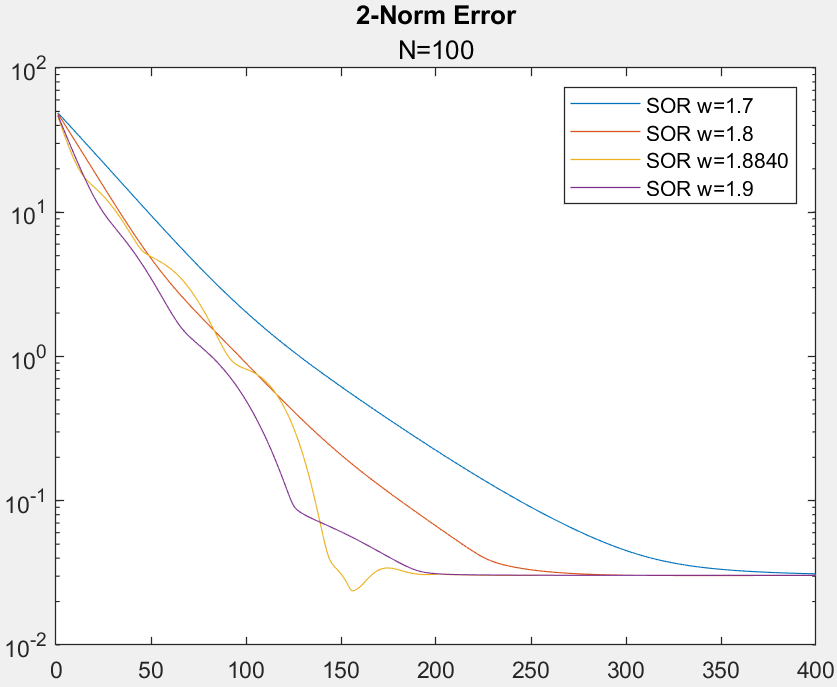 2-Norm Error
N=100
10^2
10^1
10^0
10^-1
10^-2
SOR w=1.7
SOR w=1.8
SOR w=1.8840
SOR w=1.9
0 50 100 150 200 250 300 350 400